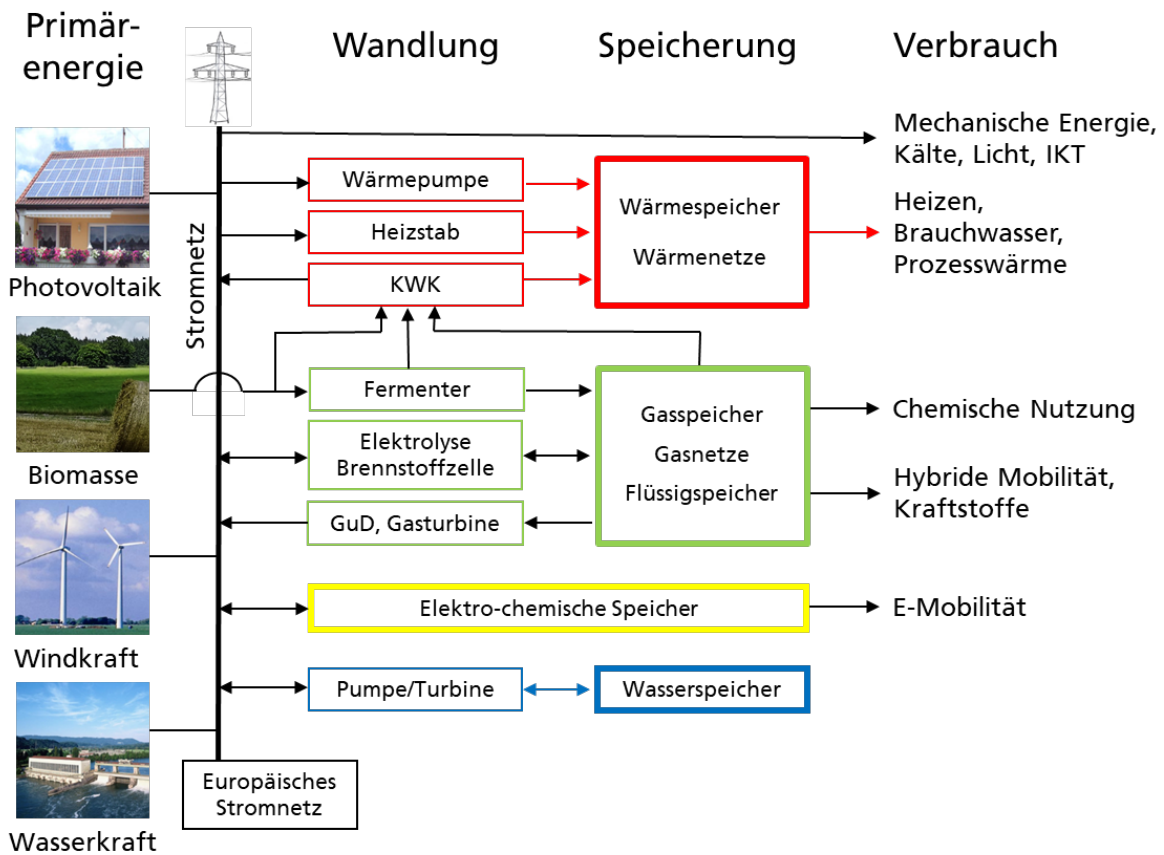 Primär-
energie
Wandlung
Speicherung
Verbrauch
Photovoltaik
Biomasse
Windkraft
Wasserkraft
Stromnetz
Europäisches
Stromnetz
Wärmepumpe
Heizstab
KWK
Fermenter
Elektrolyse
Brennstoffzelle
GuD, Gasturbine
Elektro-chemische Speicher
Pumpe/Turbine
Wärmespeicher
Wärmenetze
Gasspeicher
Gasnetze
Flüssigspeicher
Wasserspeicher
Mechanische Energie,
Kälte, Licht, IKT
Heizen,
Brauchwasser,
Prozesswärme
Chemische Nutzung
Hybride Mobilität,
Kraftstoffe
E-Mobilität